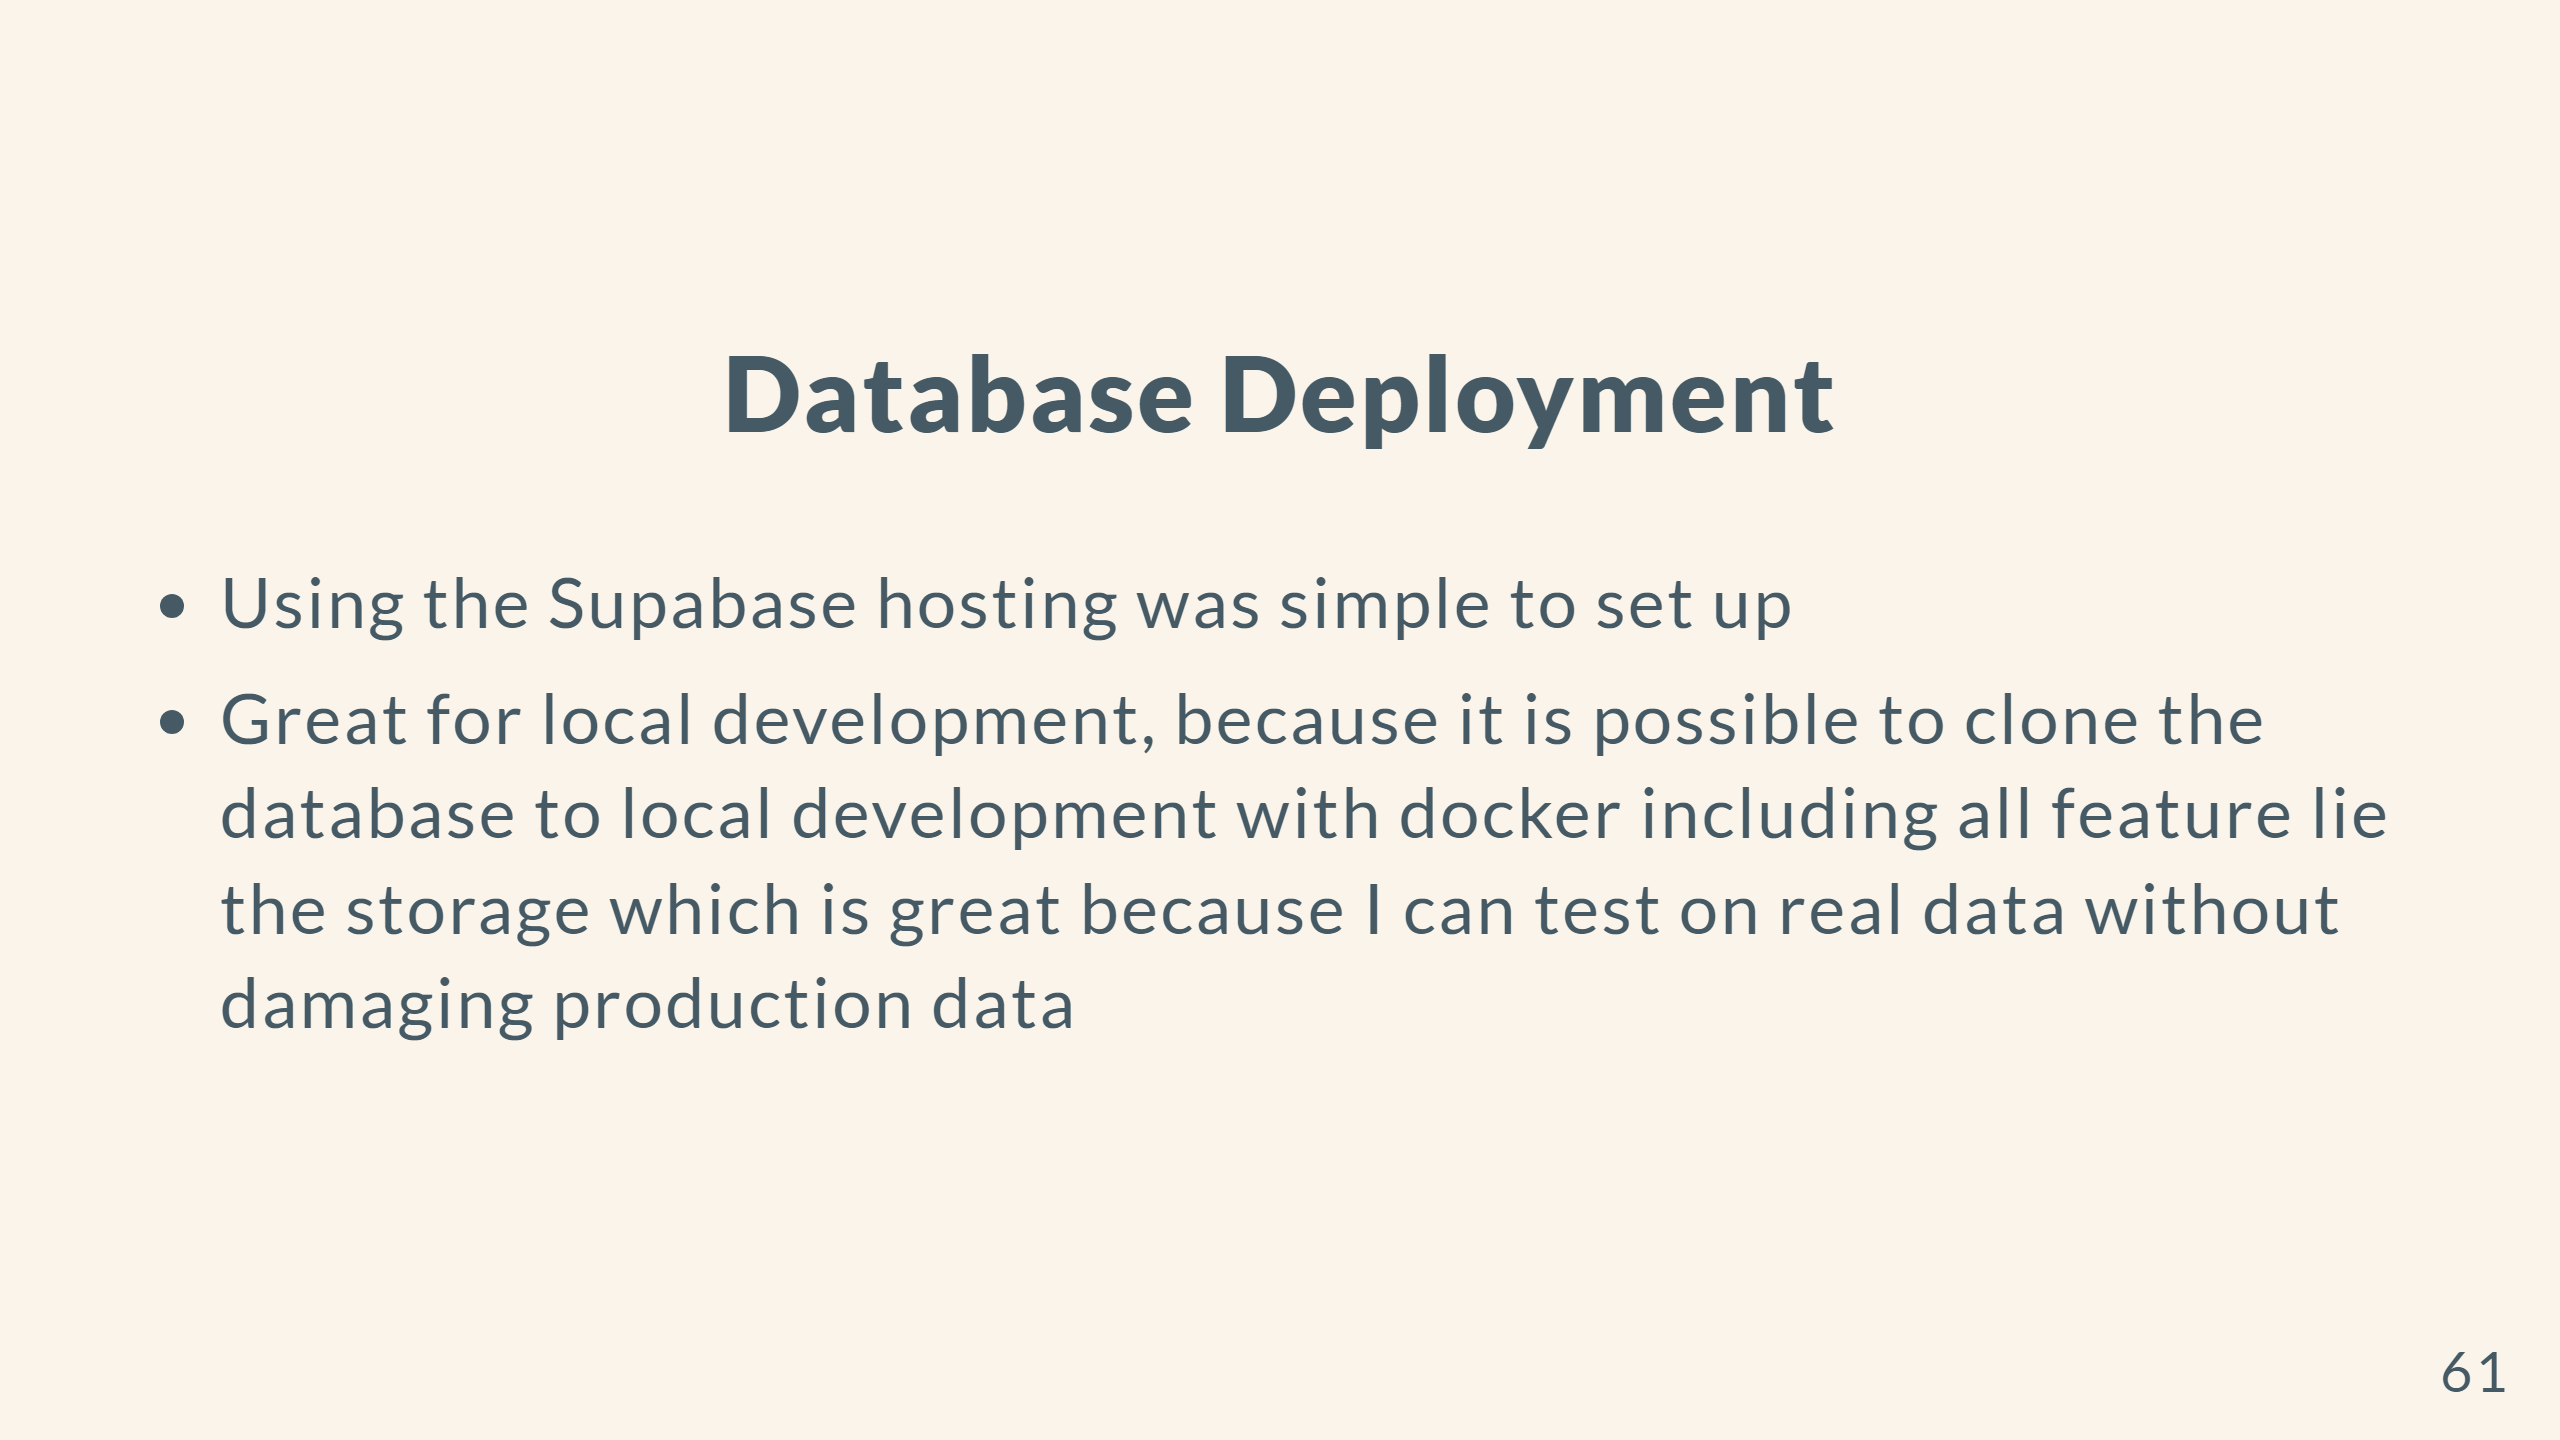 Database Deployment
• Using the Supabase hosting was simple to set up
• Great for local development, because it is possible to clone the
database to local development with docker including all feature lie
the storage which is great because I can test on real data without
damaging production data
61